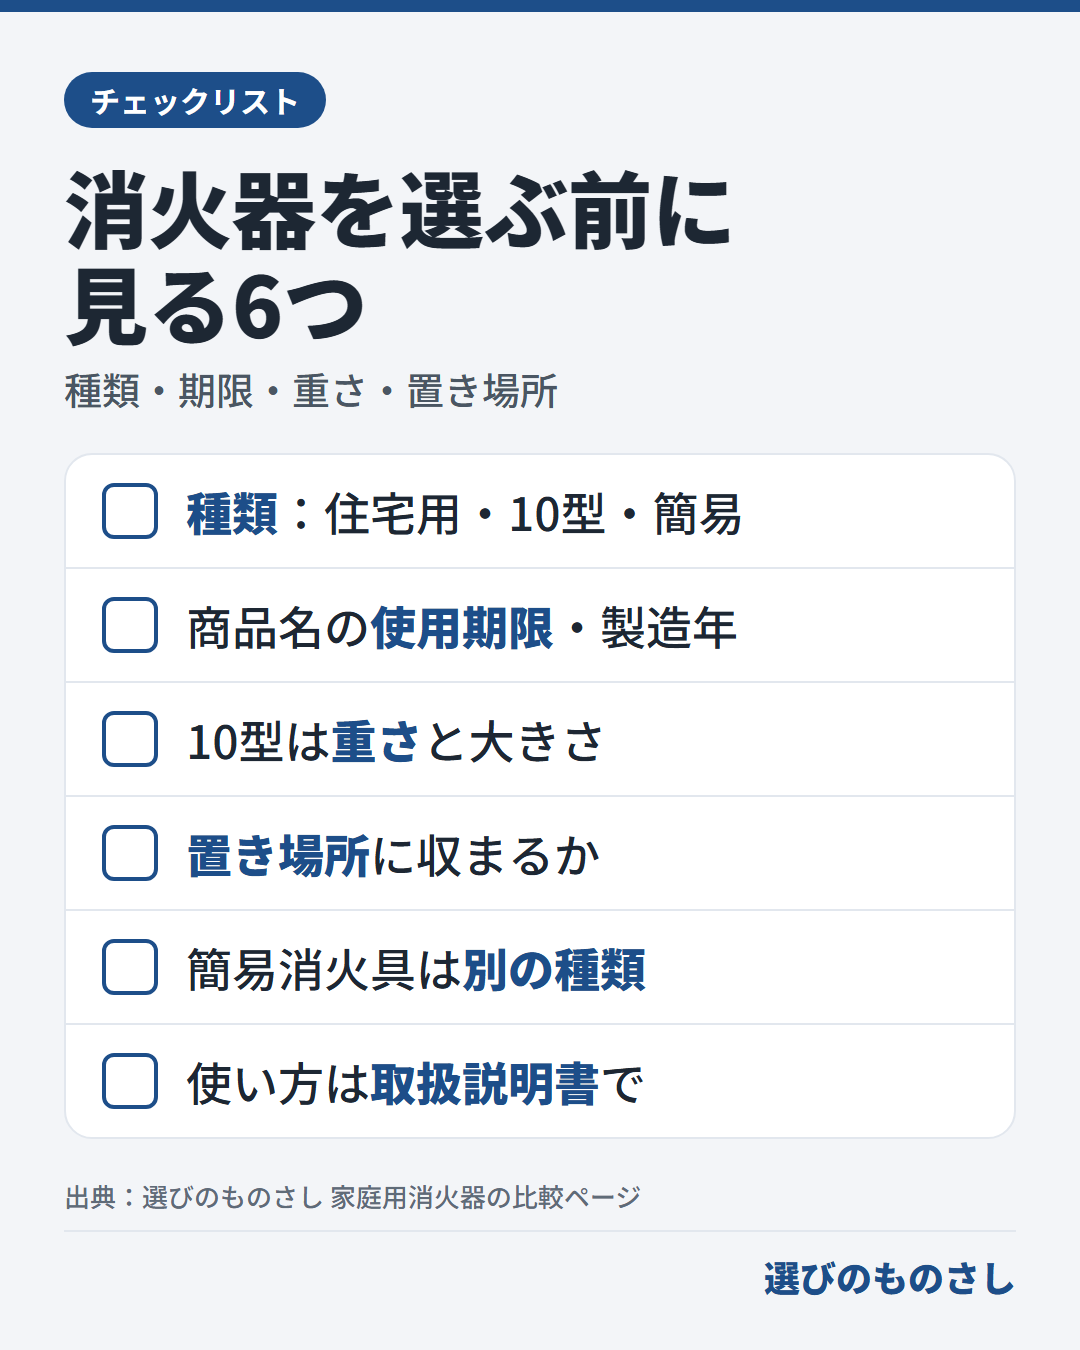 チェックリスト
消火器を選ぶ前に
見る6つ
種類・期限・重さ・置き場所
種類：住宅用・10型・簡易
商品名の使用期限・製造年
10型は重さと大きさ
置き場所に収まるか
簡易消火具は別の種類
使い方は取扱説明書で
出典：選びのものさし 家庭用消火器の比較ページ
選びのものさし